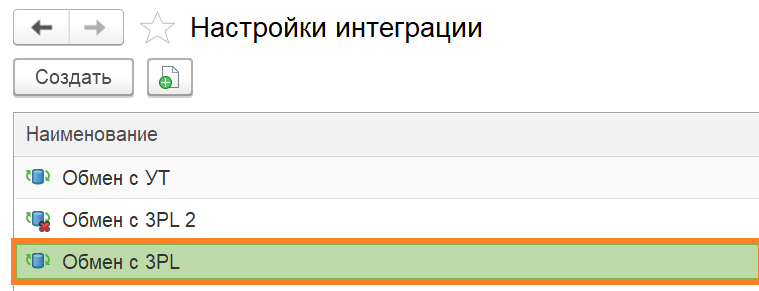 Настройки интеграции
Создать
Наименование
Обмен с УТ
Обмен с 3PL 2
Обмен с 3PL